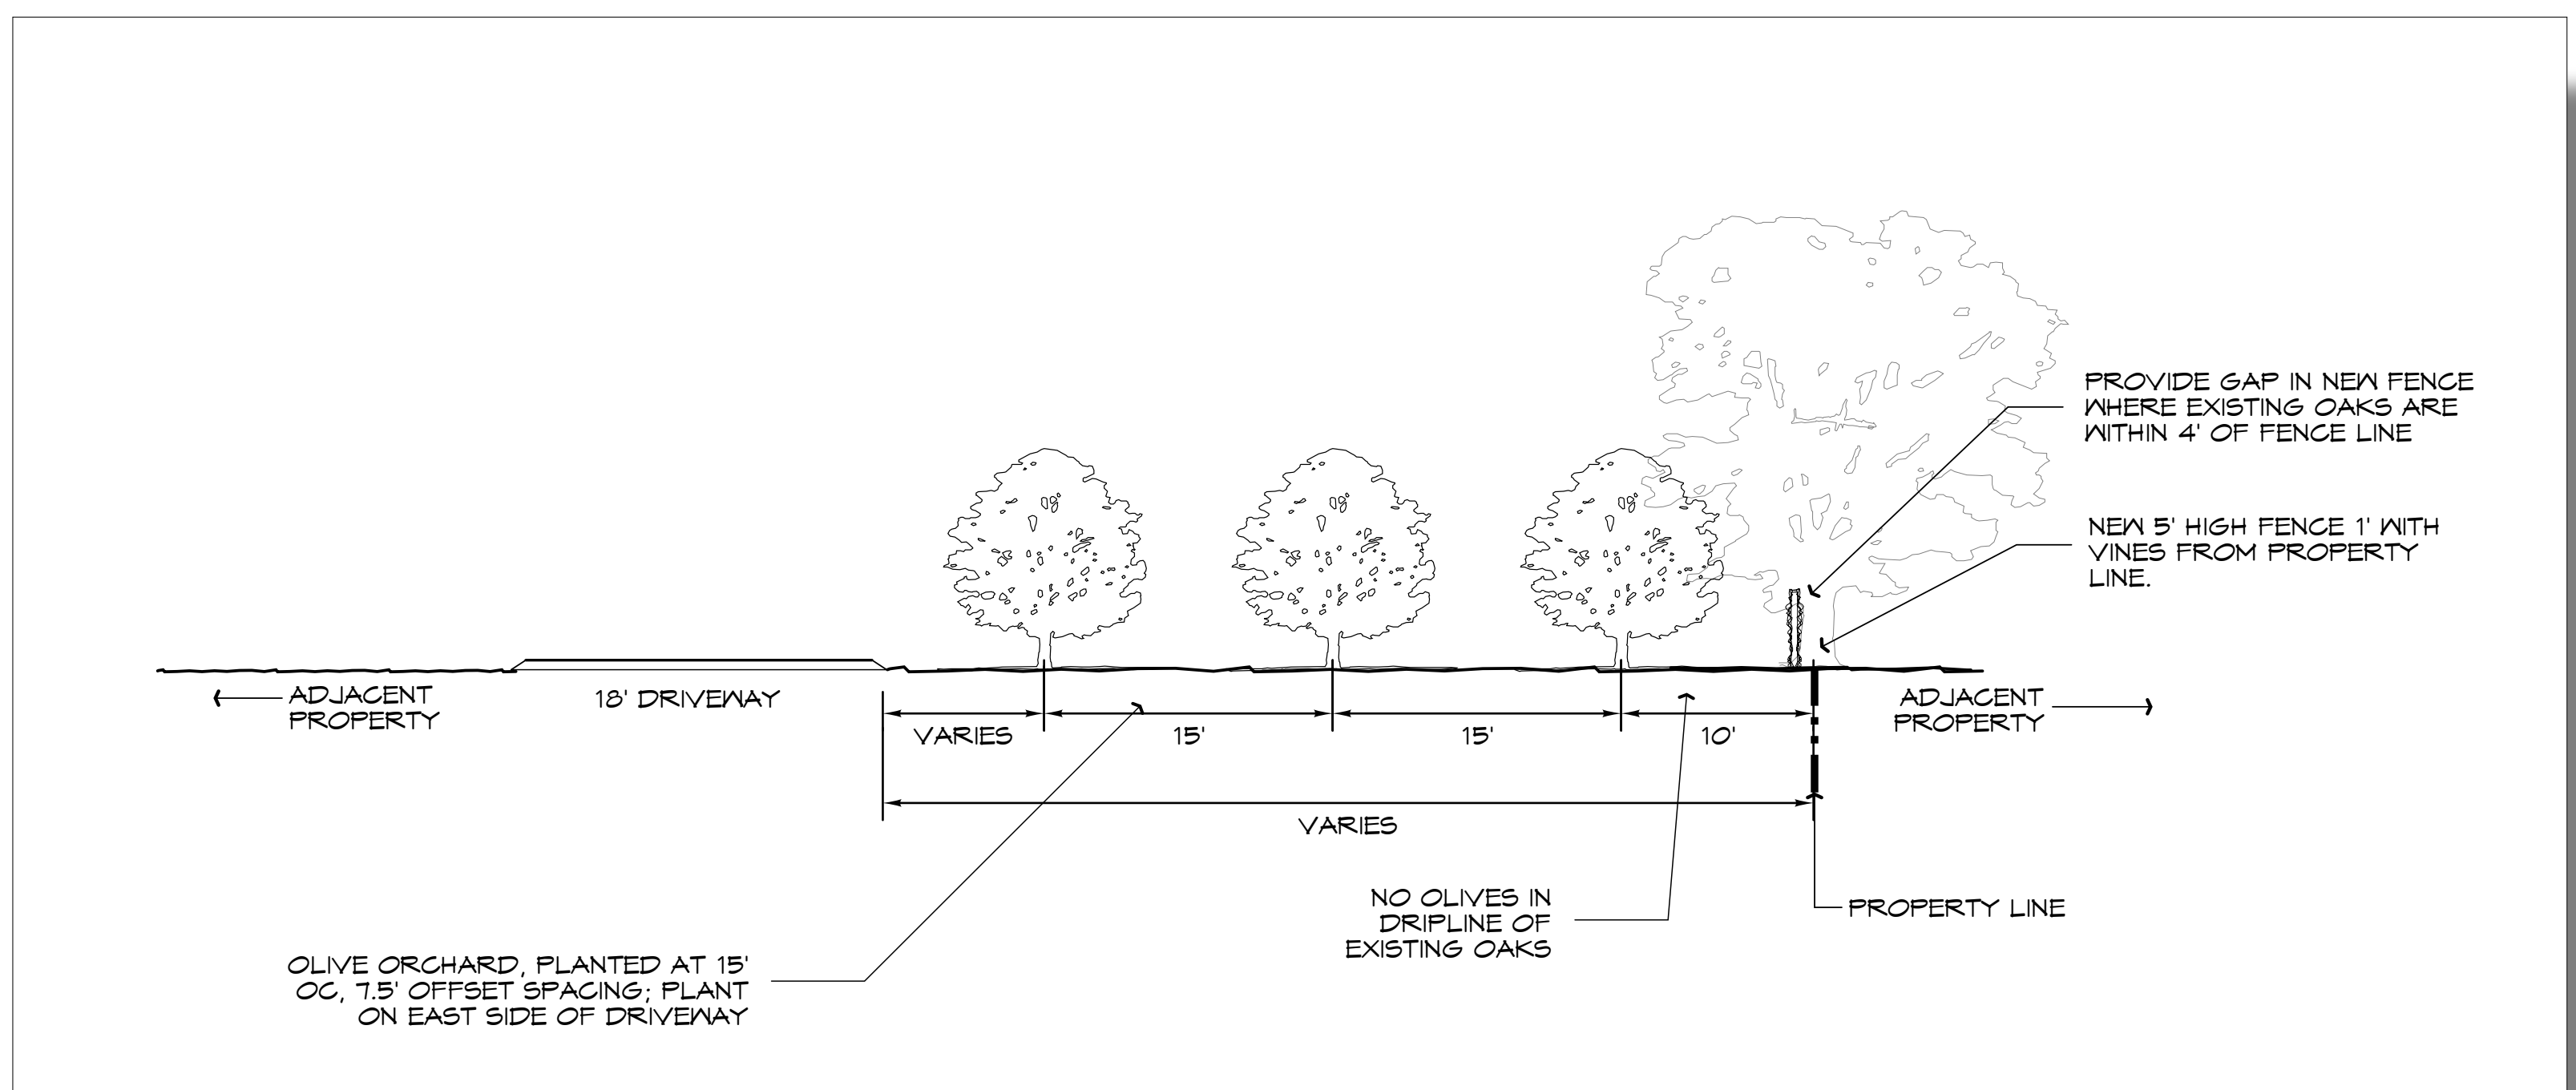 PROVIDE GAP IN NEW FENCE
WHERE EXISTING OAKS ARE
WITHIN 4' OF FENCE LINE
NEW 5' HIGH FENCE 1' WITH
VINES FROM PROPERTY
LINE.
ADJACENT
PROPERTY
18' DRIVEWAY
VARIES
15'
15'
10'
ADJACENT
PROPERTY
VARIES
NO OLIVES IN
DRIPLINE OF
EXISTING OAKS
PROPERTY LINE
OLIVE ORCHARD, PLANTED AT 15'
OC, 7.5' OFFSET SPACING; PLANT
ON EAST SIDE OF DRIVEWAY